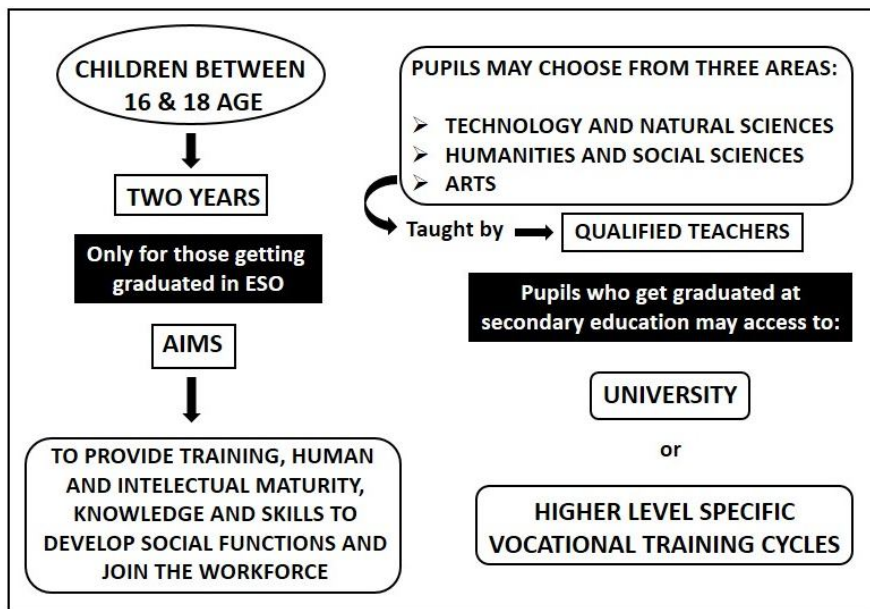 CHILDREN BETWEEN
16 & 18 AGE
TWO YEARS
Only for those getting
graduated in ESO
AIMS
TO PROVIDE TRAINING, HUMAN
AND INTELECTUAL MATURITY,
KNOWLEDGE AND SKILLS TO
DEVELOP SOCIAL FUNCTIONS AND
JOIN THE WORKFORCE
PUPILS MAY CHOOSE FROM THREE AREAS:
TECHNOLOGY AND NATURAL SCIENCES
HUMANITIES AND SOCIAL SCIENCES
ARTS
Taught by QUALIFIED TEACHERS
Pupils who get graduated at
secondary education may access to:
UNIVERSITY
or
HIGHER LEVEL SPECIFIC
VOCATIONAL TRAINING CYCLES